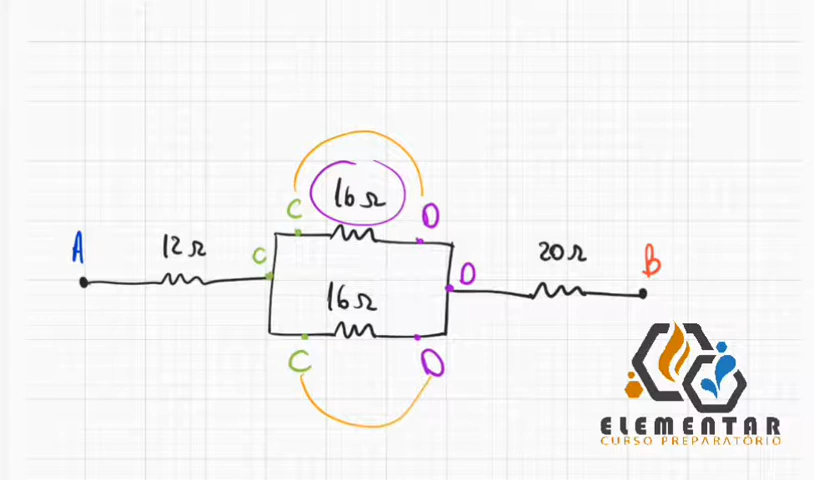 16Ω
C
D
A
12Ω
C
20Ω
B
D
16Ω
C
D
ELEMENTAR
CURSO PREPARATÓRIO